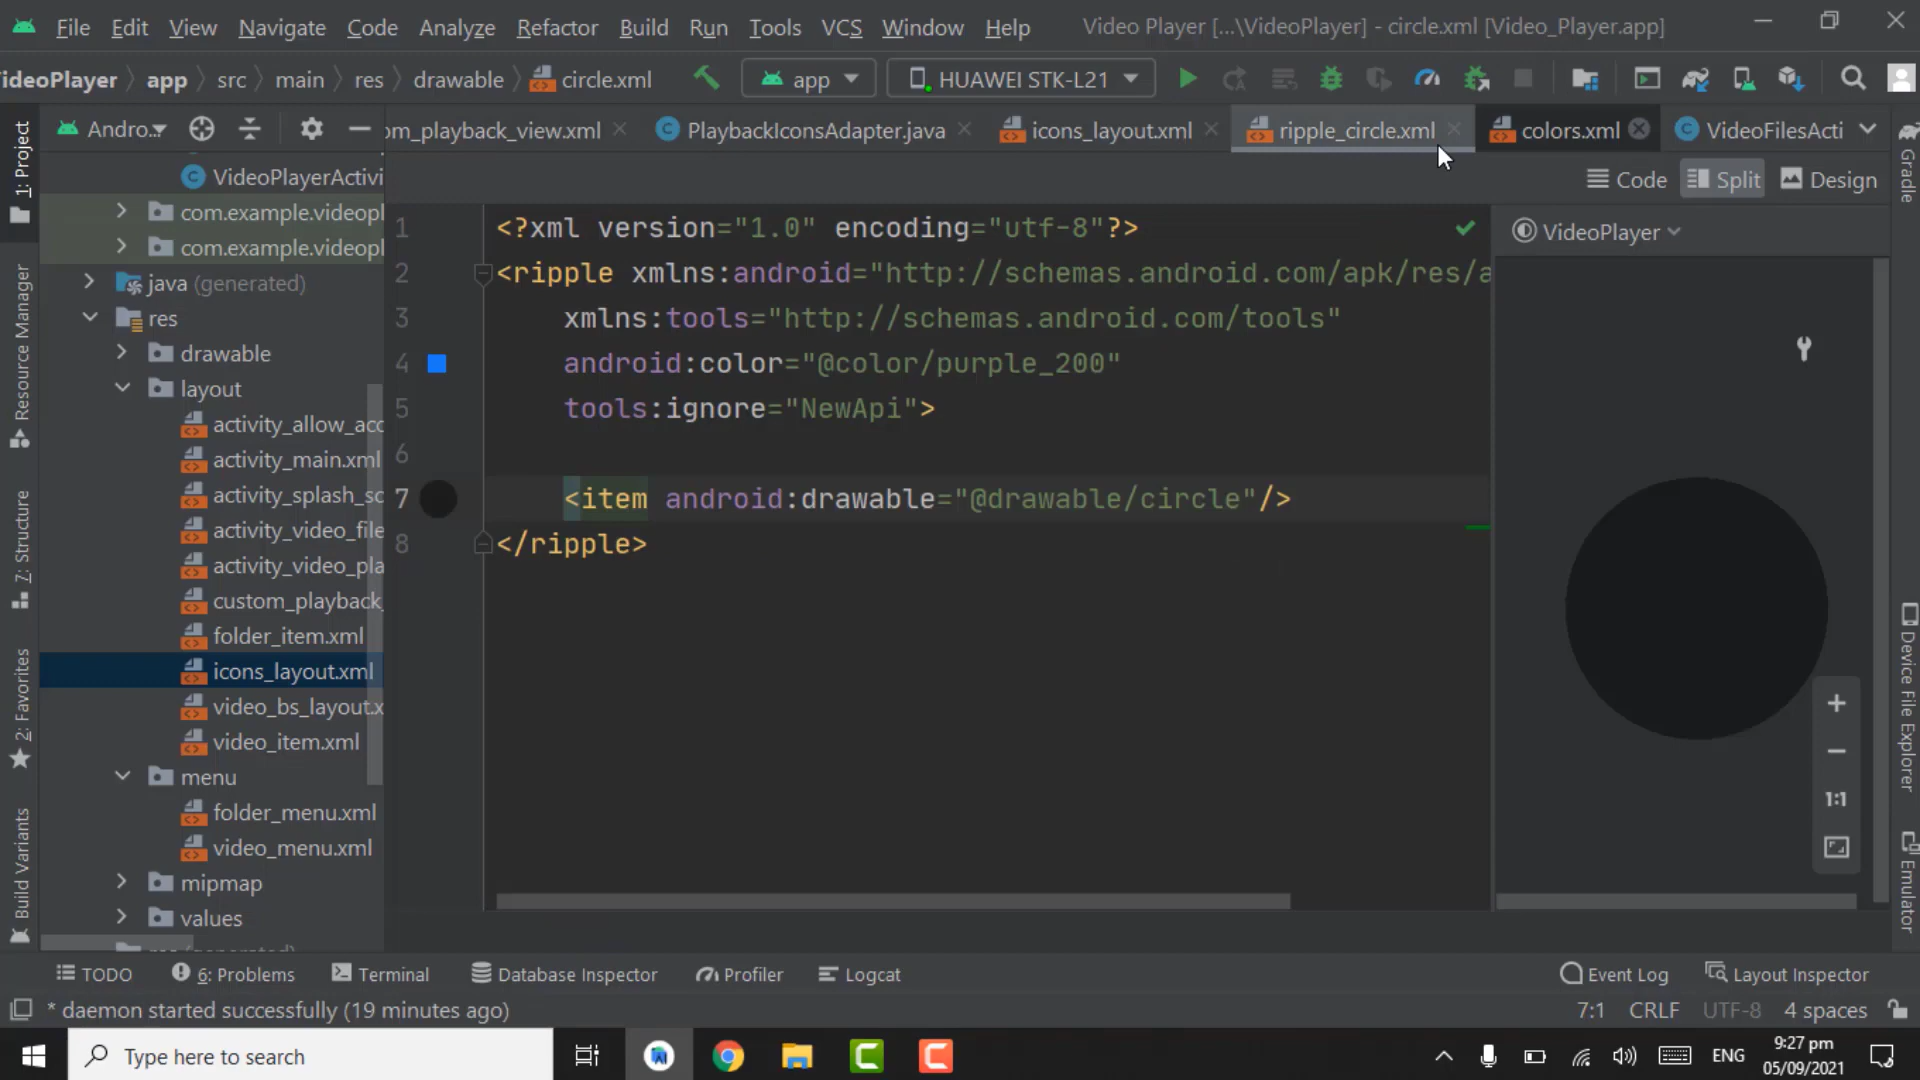 File Edit View Navigate Code Analyze Refactor Build Run Tools VCS Window Help Video Player [...\VideoPlayer] - circle.xml [Video_Player.app]
ideoPlayer app src main res drawable circle.xml app HUAWEI STK-L21
Andro... om_playback_view.xml PlaybackIconsAdapter.java icons_layout.xml ripple_circle.xml colors.xml VideoFilesActi
Code Split Design
VideoPlayer
1: Project
Resource Manager
7: Structure
2: Favorites
Build Variants
VideoPlayerActivi
com.example.videopl
com.example.videopl
java (generated)
res
drawable
layout
activity_allow_acc
activity_main.xml
activity_splash_sc
activity_video_file
activity_video_pla
custom_playback_
folder_item.xml
icons_layout.xml
video_bs_layout.x
video_item.xml
menu
folder_menu.xml
video_menu.xml
mipmap
values
res (generated)
1 <?xml version="1.0" encoding="utf-8"?>
2 <ripple xmlns:android="http://schemas.android.com/apk/res/a
3 xmlns:tools="http://schemas.android.com/tools"
4 android:color="@color/purple_200"
5 tools:ignore="NewApi">
6
7 <item android:drawable="@drawable/circle"/>
8 </ripple>
1:1
Gradle
Device File Explorer
Emulator
TODO 6: Problems Terminal Database Inspector Profiler Logcat Event Log Layout Inspector
* daemon started successfully (19 minutes ago) 7:1 CRLF UTF-8 4 spaces
Type here to search ENG 9:27 pm
05/09/2021